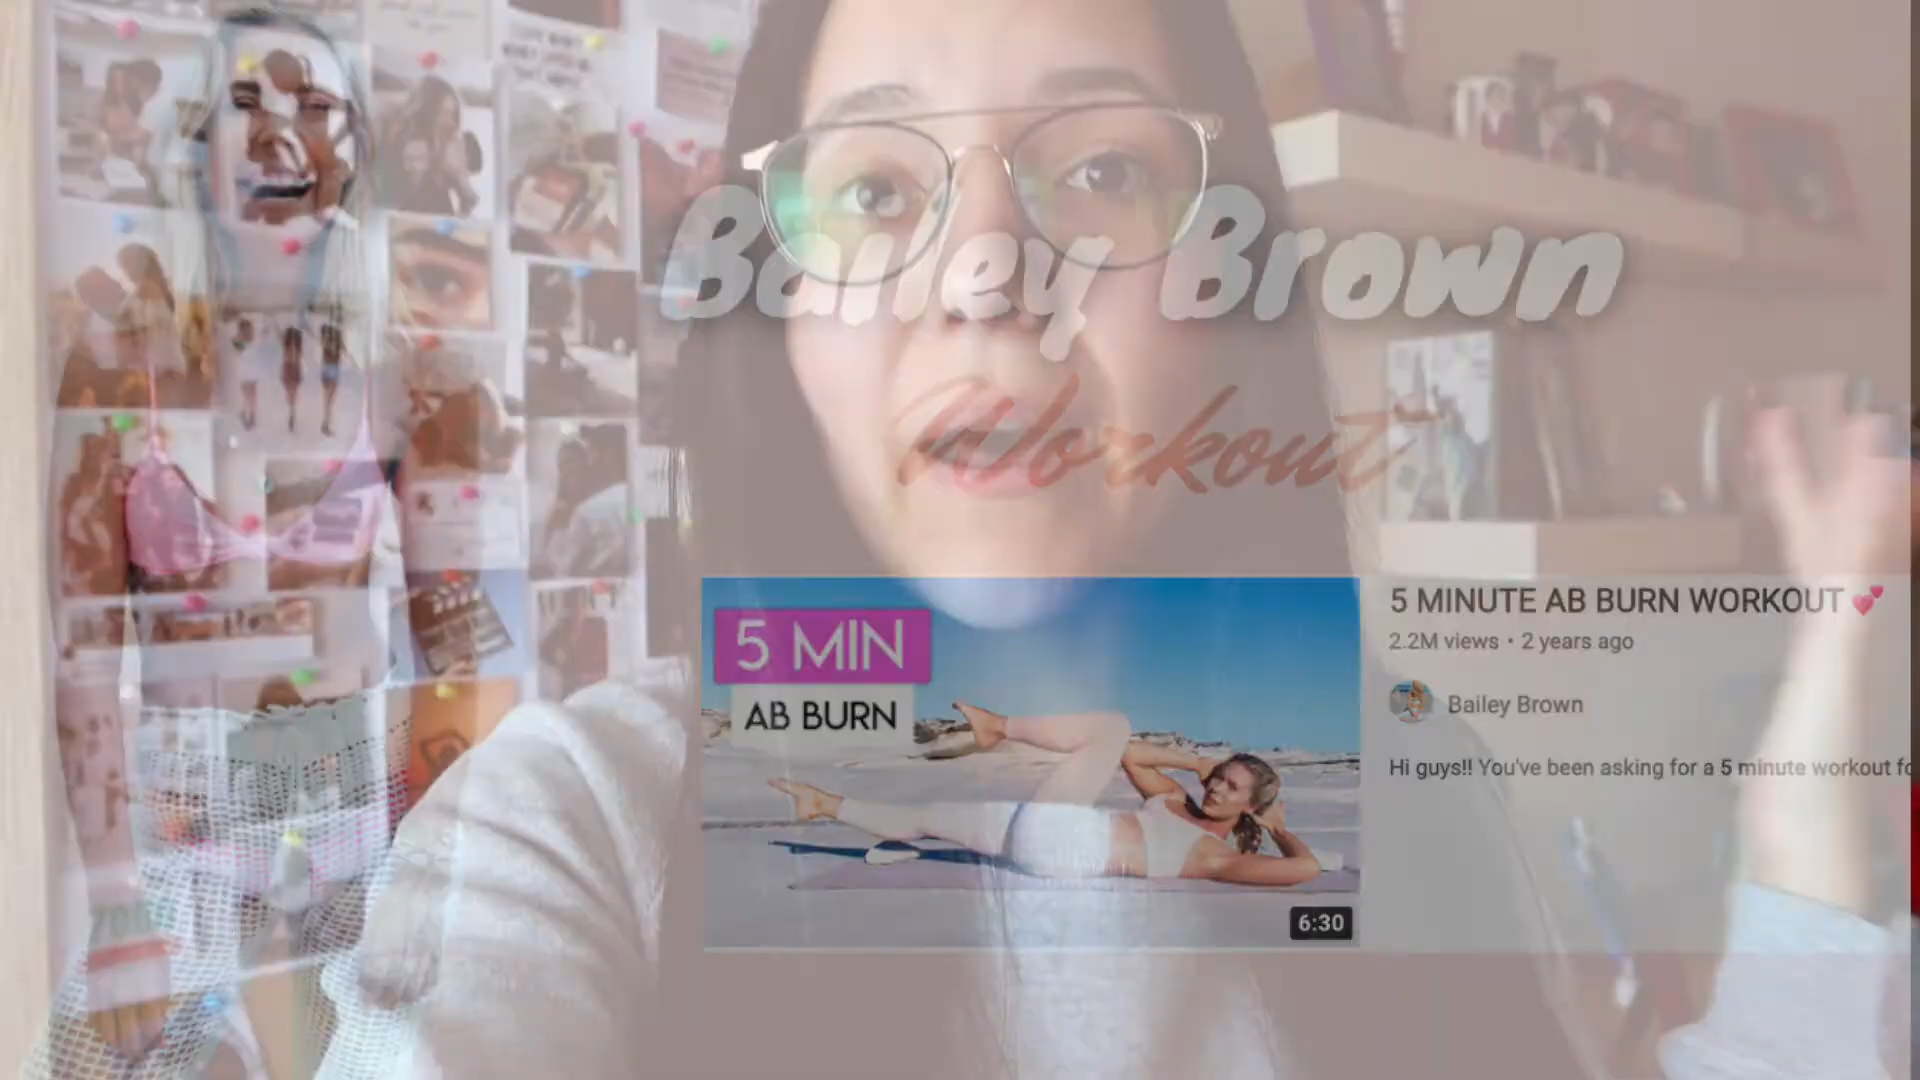 Bailey Brown
Workout
5 MIN
AB BURN
6:30
5 MINUTE AB BURN WORKOUT 💕
2.2M views • 2 years ago
Bailey Brown
Hi guys!! You've been asking for a 5 minute workout